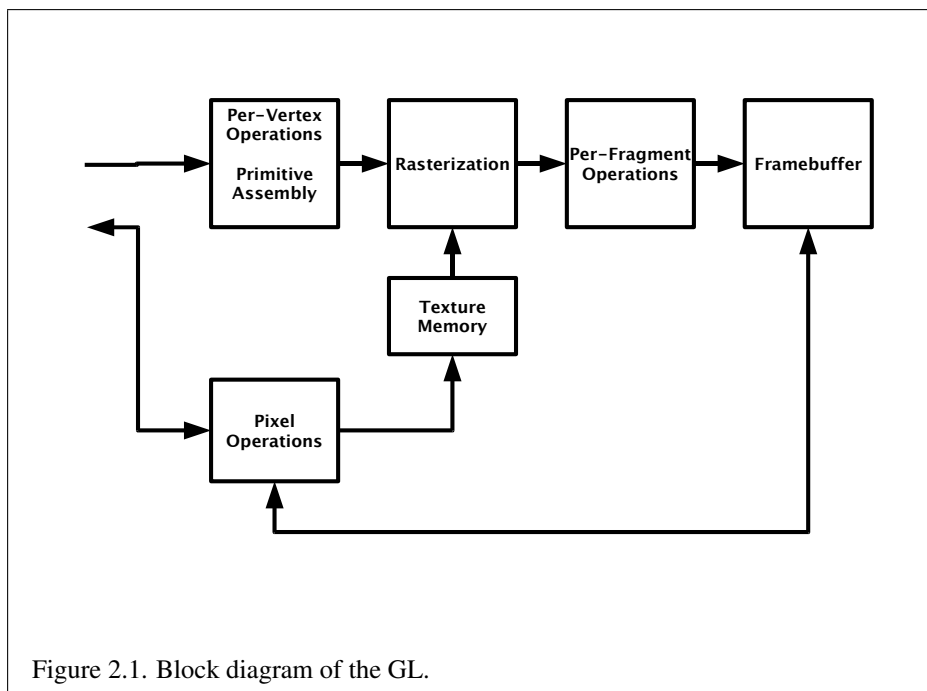 Per-Vertex
Operations
Primitive
Assembly
Rasterization
Per-Fragment
Operations
Framebuffer
Texture
Memory
Pixel
Operations
Figure 2.1. Block diagram of the GL.